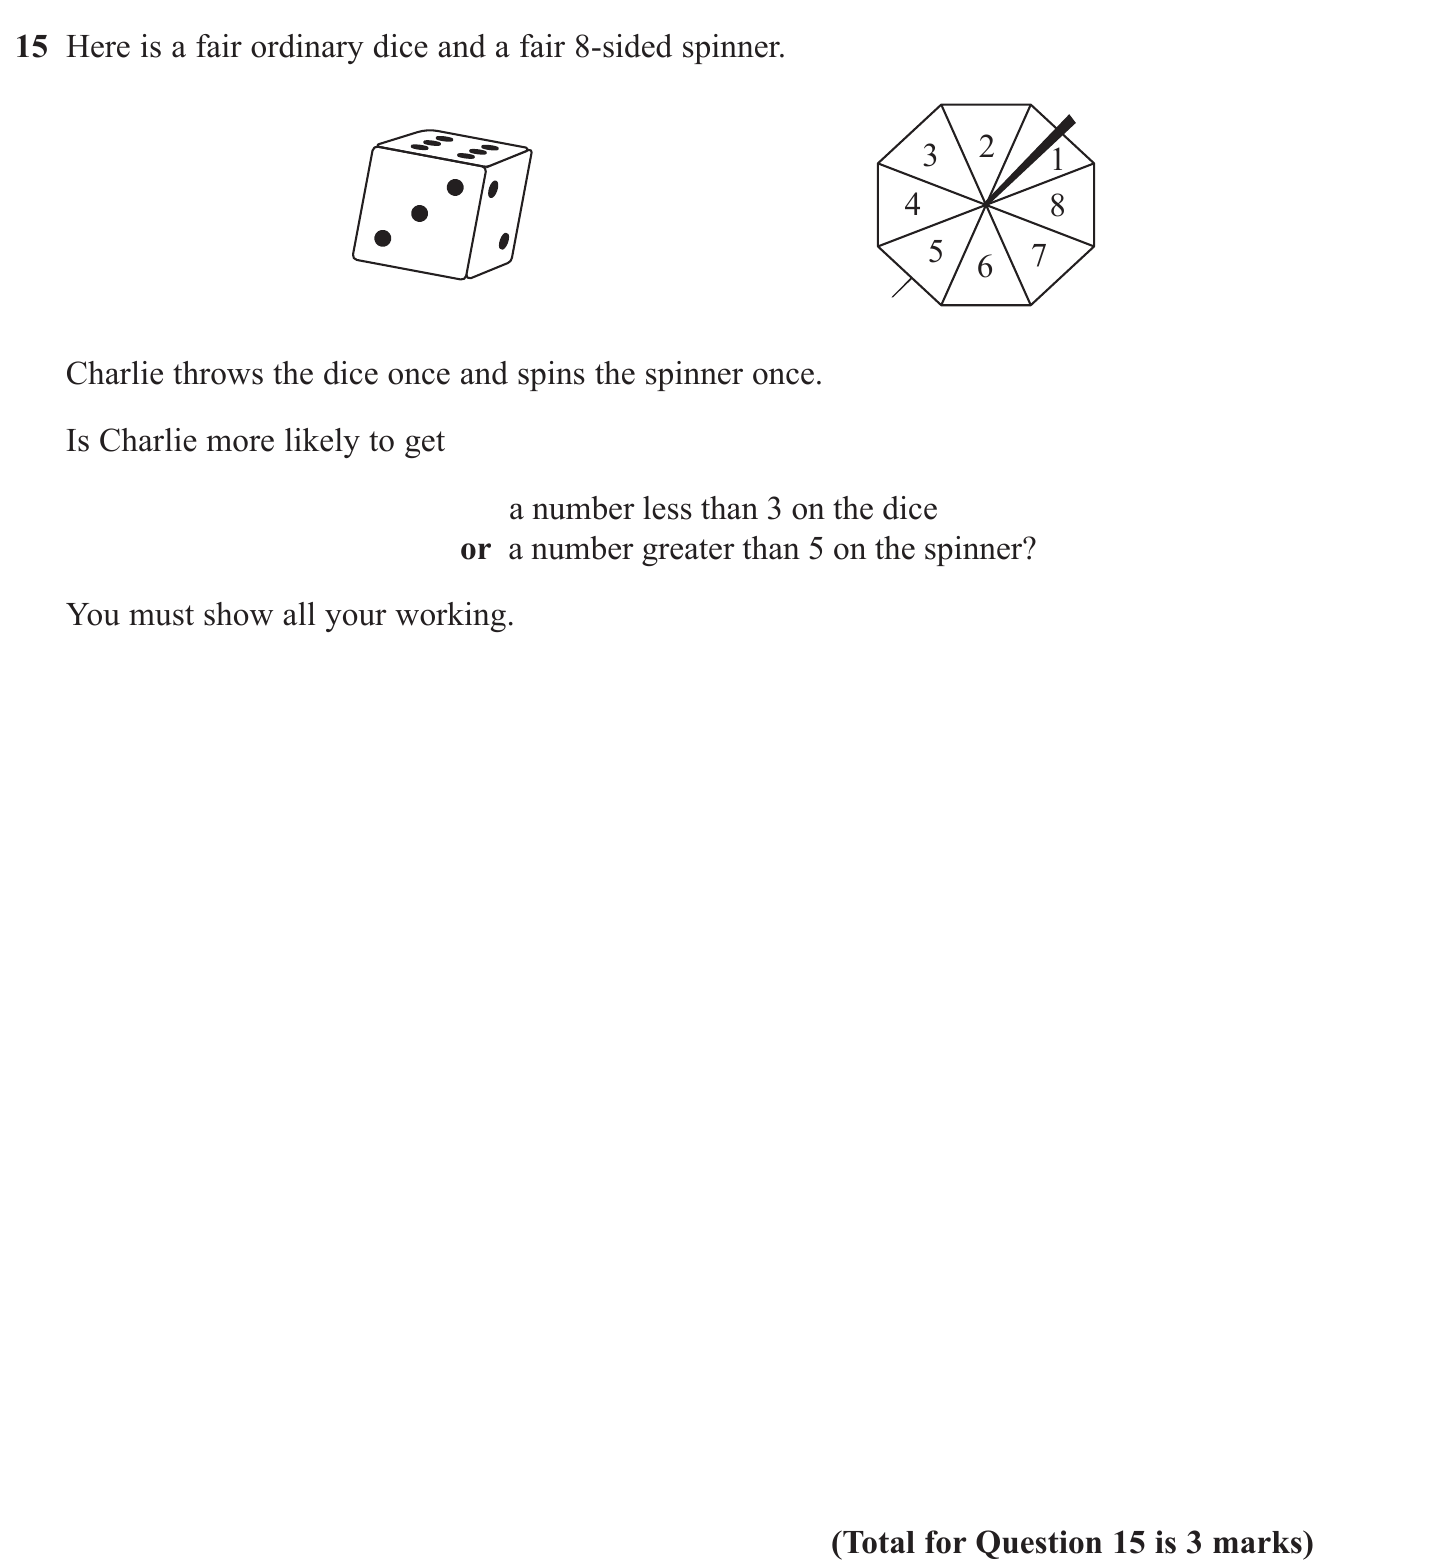 15 Here is a fair ordinary dice and a fair 8-sided spinner.
2
3
1
4
8
5
7
6
Charlie throws the dice once and spins the spinner once.
Is Charlie more likely to get
a number less than 3 on the dice
or a number greater than 5 on the spinner?
You must show all your working.
(Total for Question 15 is 3 marks)